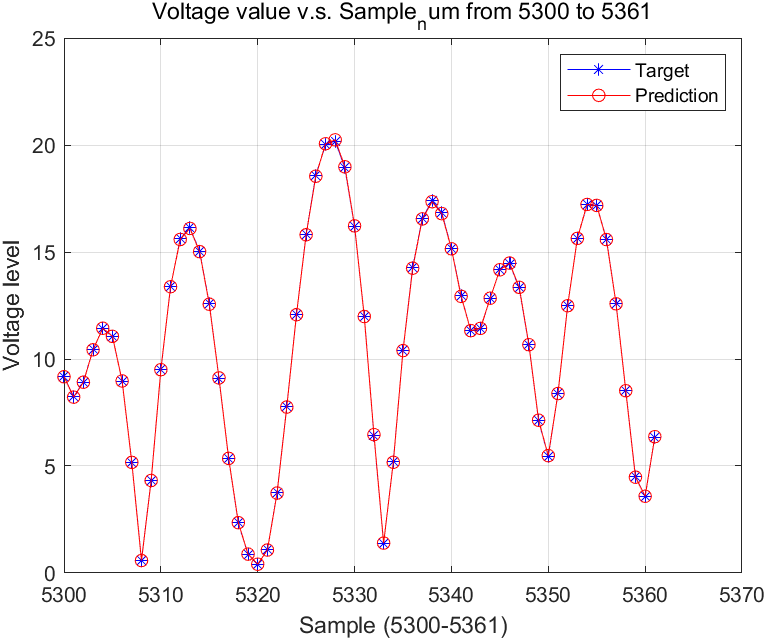 Voltage value v.s. Sample_num from 5300 to 5361
25
20
15
10
5
0
Voltage level
Target
Prediction
5300 5310 5320 5330 5340 5350 5360 5370
Sample (5300-5361)